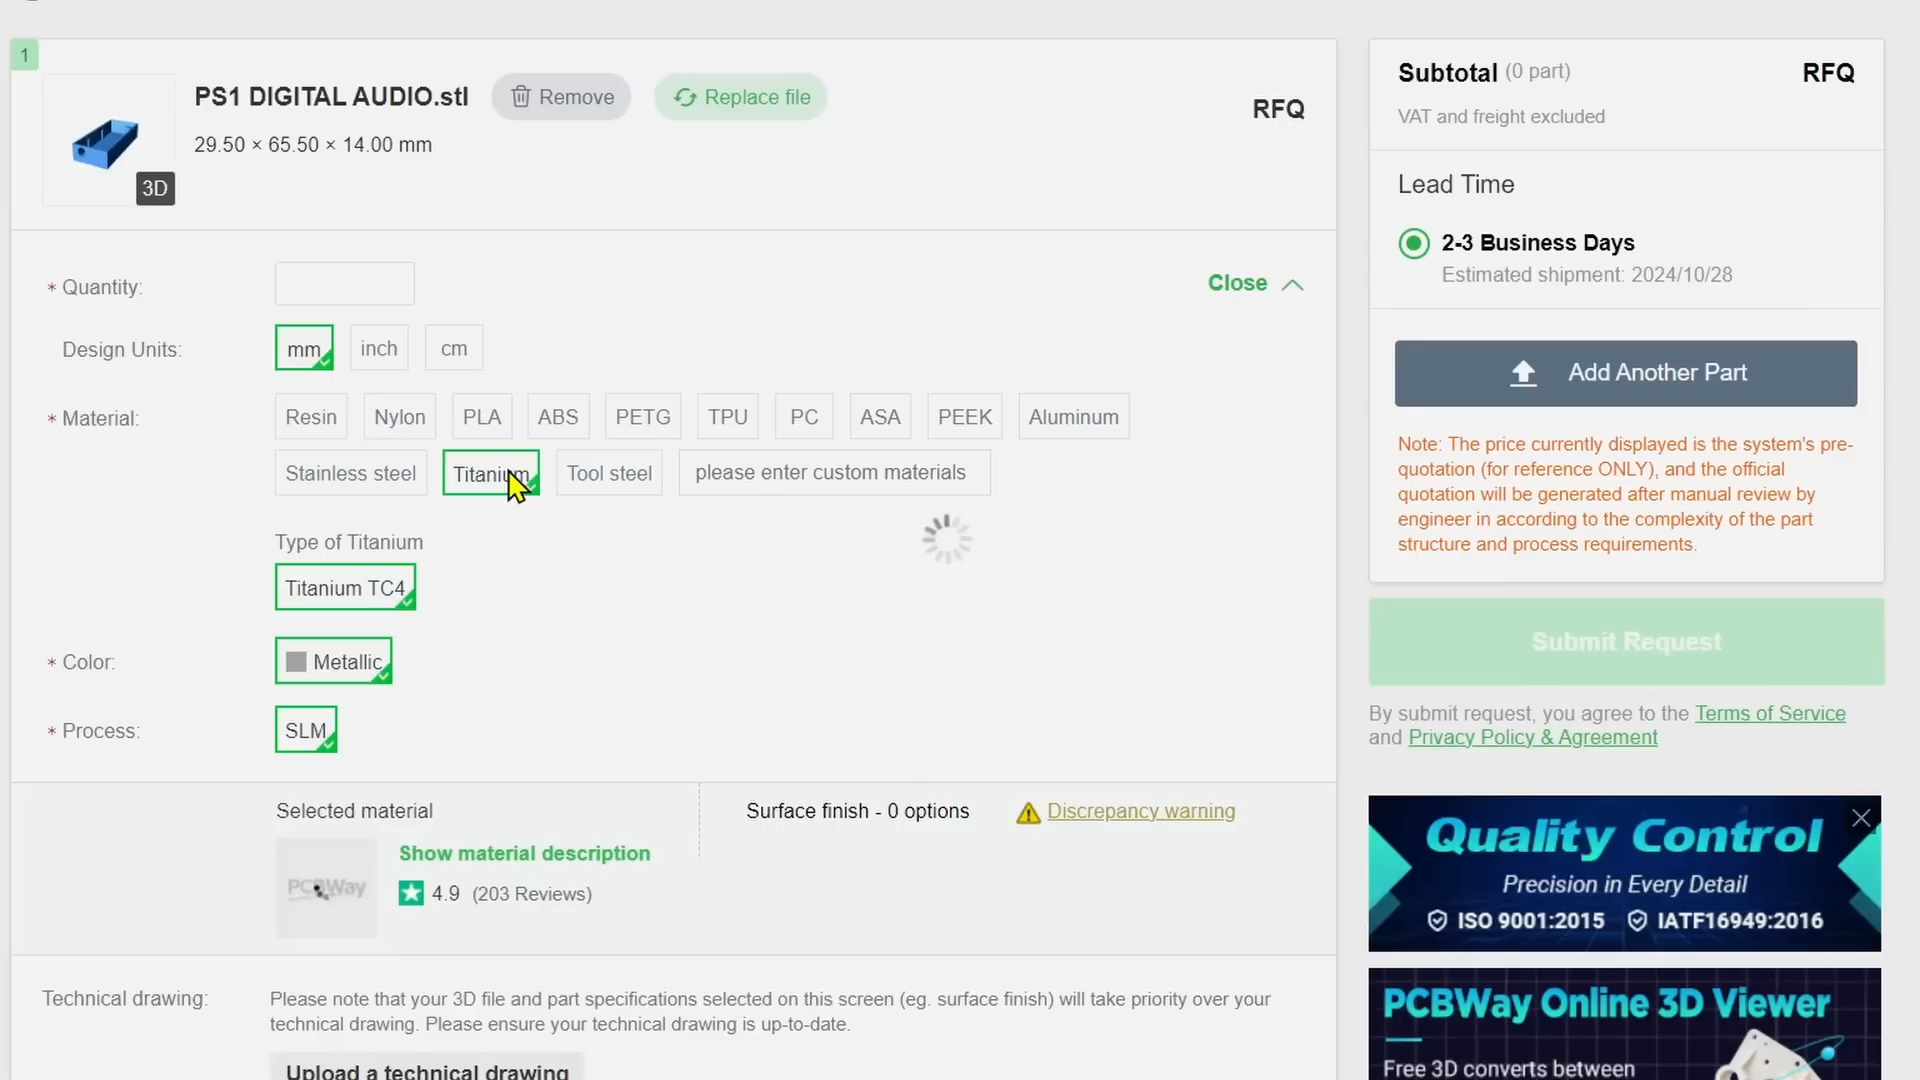 1
PS1 DIGITAL AUDIO.stl
Remove
Replace file
RFQ
29.50 × 65.50 × 14.00 mm
3D
* Quantity:
Close
Design Units:
mm
inch
cm
* Material:
Resin
Nylon
PLA
ABS
PETG
TPU
PC
ASA
PEEK
Aluminum
Stainless steel
Titanium
Tool steel
please enter custom materials
Type of Titanium
Titanium TC4
* Color:
Metallic
* Process:
SLM
Selected material
PCBWay
Show material description
4.9 (203 Reviews)
Surface finish - 0 options
Discrepancy warning
Technical drawing:
Please note that your 3D file and part specifications selected on this screen (eg. surface finish) will take priority over your
technical drawing. Please ensure your technical drawing is up-to-date.
Upload a technical drawing
Subtotal (0 part)
RFQ
VAT and freight excluded
Lead Time
2-3 Business Days
Estimated shipment: 2024/10/28
Add Another Part
Note: The price currently displayed is the system's pre-
quotation (for reference ONLY), and the official
quotation will be generated after manual review by
engineer in according to the complexity of the part
structure and process requirements.
Submit Request
By submit request, you agree to the Terms of Service
and Privacy Policy & Agreement
Quality Control
Precision in Every Detail
ISO 9001:2015
IATF16949:2016
PCBWay Online 3D Viewer
Free 3D converts between